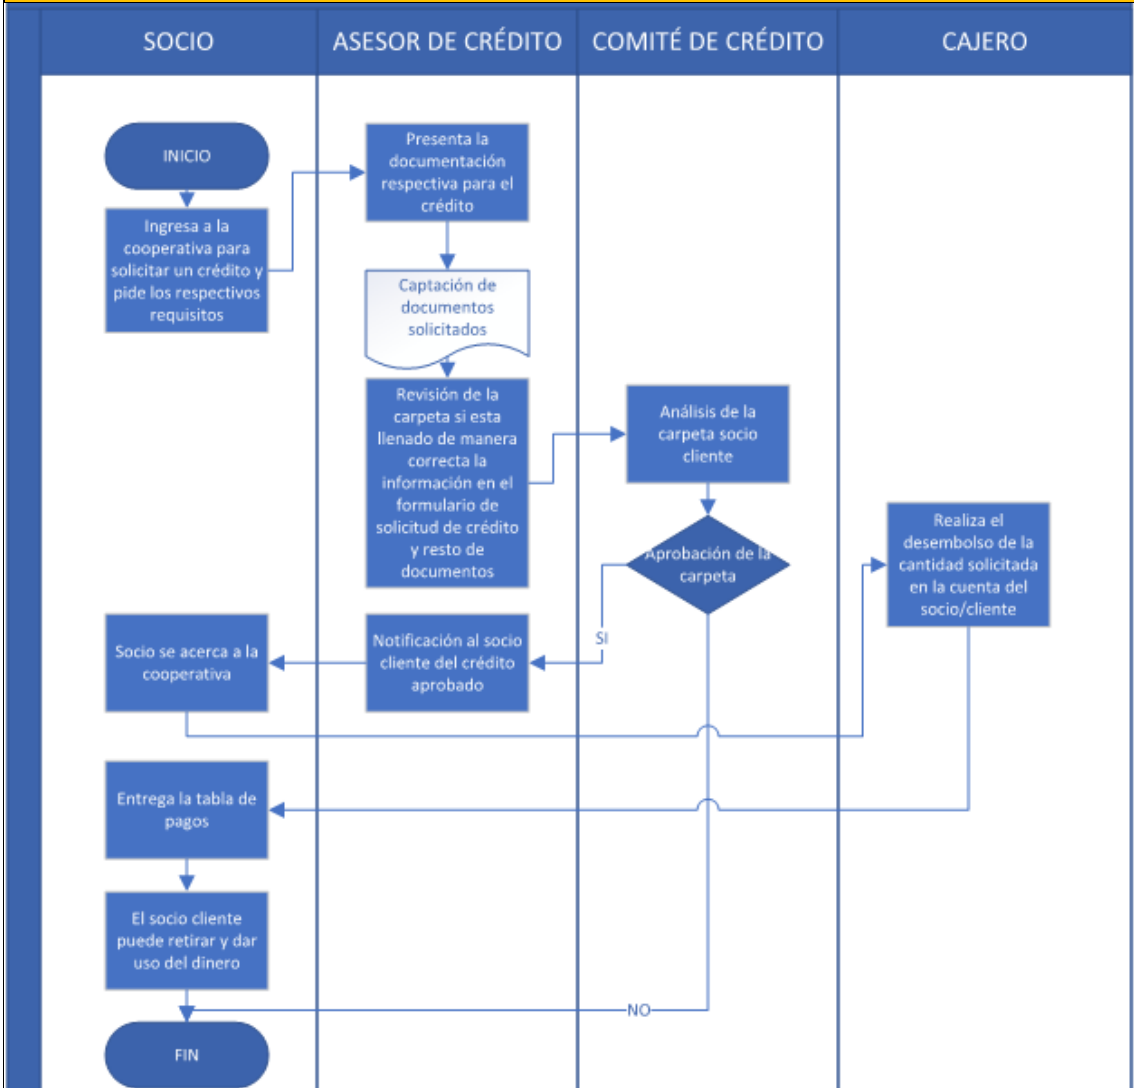 SOCIO
ASESOR DE CRÉDITO
COMITÉ DE CRÉDITO
CAJERO
INICIO
Ingresa a la
cooperativa para
solicitar un crédito y
pide los respectivos
requisitos
Presenta la
documentación
respectiva para el
crédito
Captación de
documentos
solicitados
Revisión de la
carpeta si esta
llenado de manera
correcta la
información en el
formulario de
solicitud de crédito
y resto de
documentos
Análisis de la
carpeta socio
cliente
Aprobación de la
carpeta
SI
NO
Notificación al socio
cliente del crédito
aprobado
Socio se acerca a la
cooperativa
Realiza el
desembolso de la
cantidad solicitada
en la cuenta del
socio/cliente
Entrega la tabla de
pagos
El socio cliente
puede retirar y dar
uso del dinero
FIN